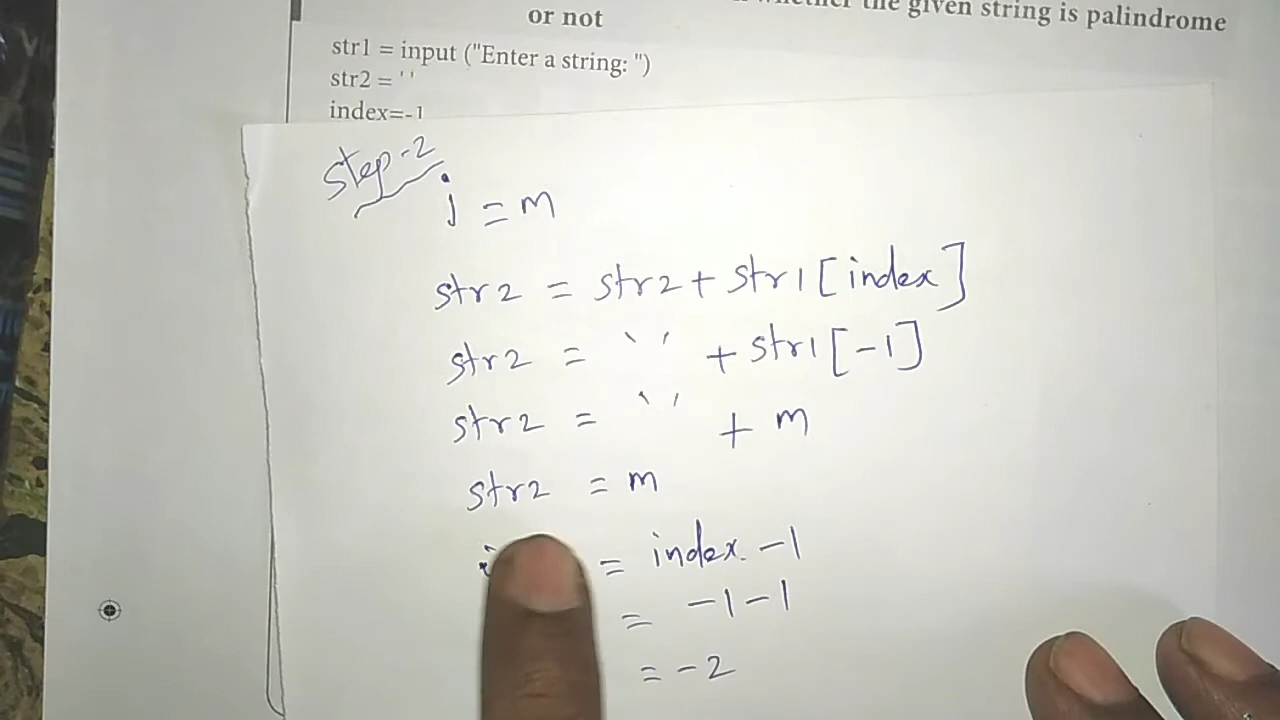 the given string is palindrome
or not
str1 = input ("Enter a string: ")
str2 = ' '
index=-1
Step-2
i = m
str2 = str2 + str1 [index]
str2 = ' ' + str1 [-1]
str2 = ' ' + m
str2 = m
= index - 1
= -1-1
= -2